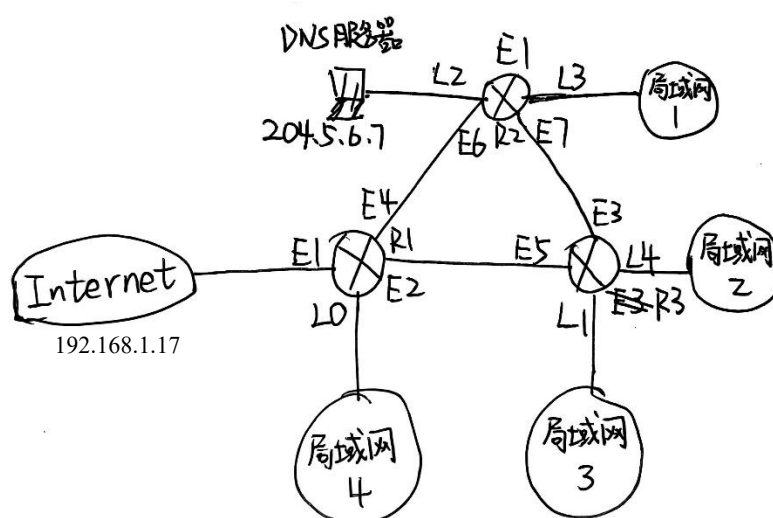 DNS服务器
E1
L2
L3
局域网
1
204.5.6.7
E6
R2
E7
E4
E3
E1
R1
E5
L4
局域网
2
Internet
E2
E3
R3
L0
L1
192.168.1.17
局域网
4
局域网
3